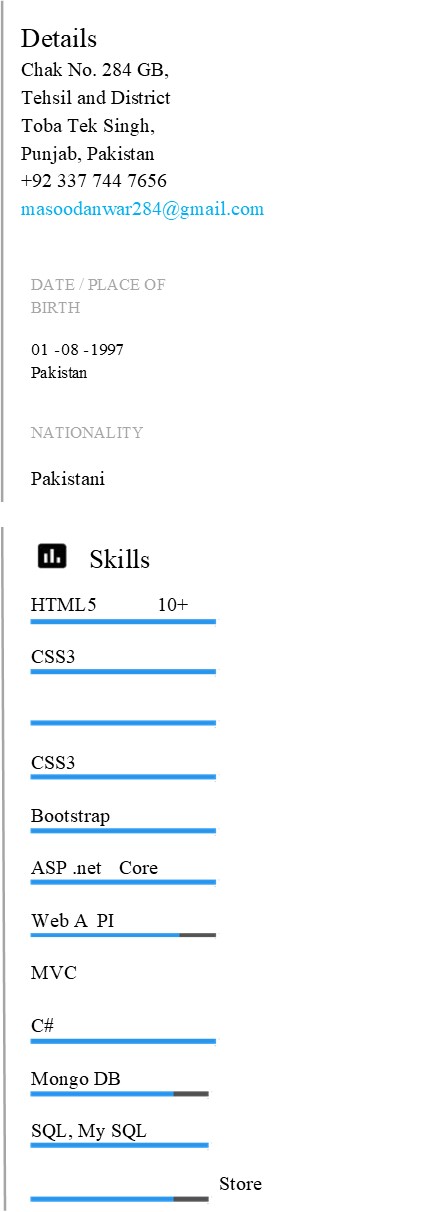 Details
Chak No. 284 GB,
Tehsil and District
Toba Tek Singh,
Punjab, Pakistan
+92 337 744 7656
masoodanwar284@gmail.com
DATE / PLACE OF
BIRTH
01 -08 -1997
Pakistan
NATIONALITY
Pakistani
Skills
HTML5 10+
CSS3
CSS3
Bootstrap
ASP .net Core
Web A PI
MVC
C#
Mongo DB
SQL, My SQL
Store